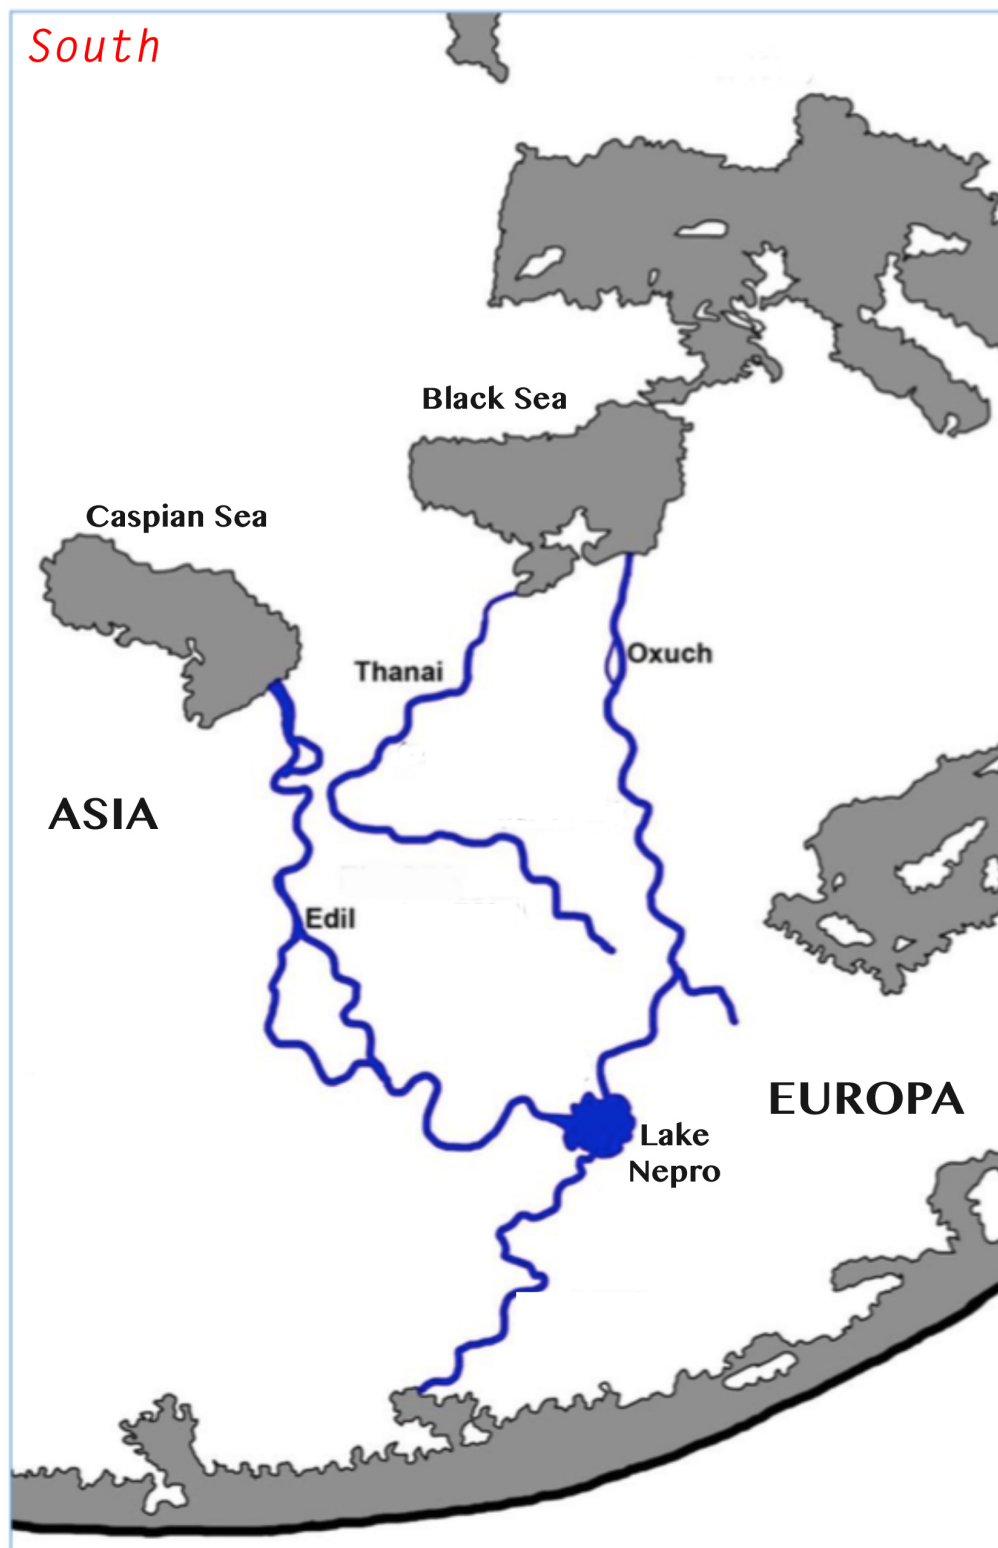 South
Black Sea
Caspian Sea
Oxuch
Thanai
ASIA
Edil
EUROPA
Lake
Nepro